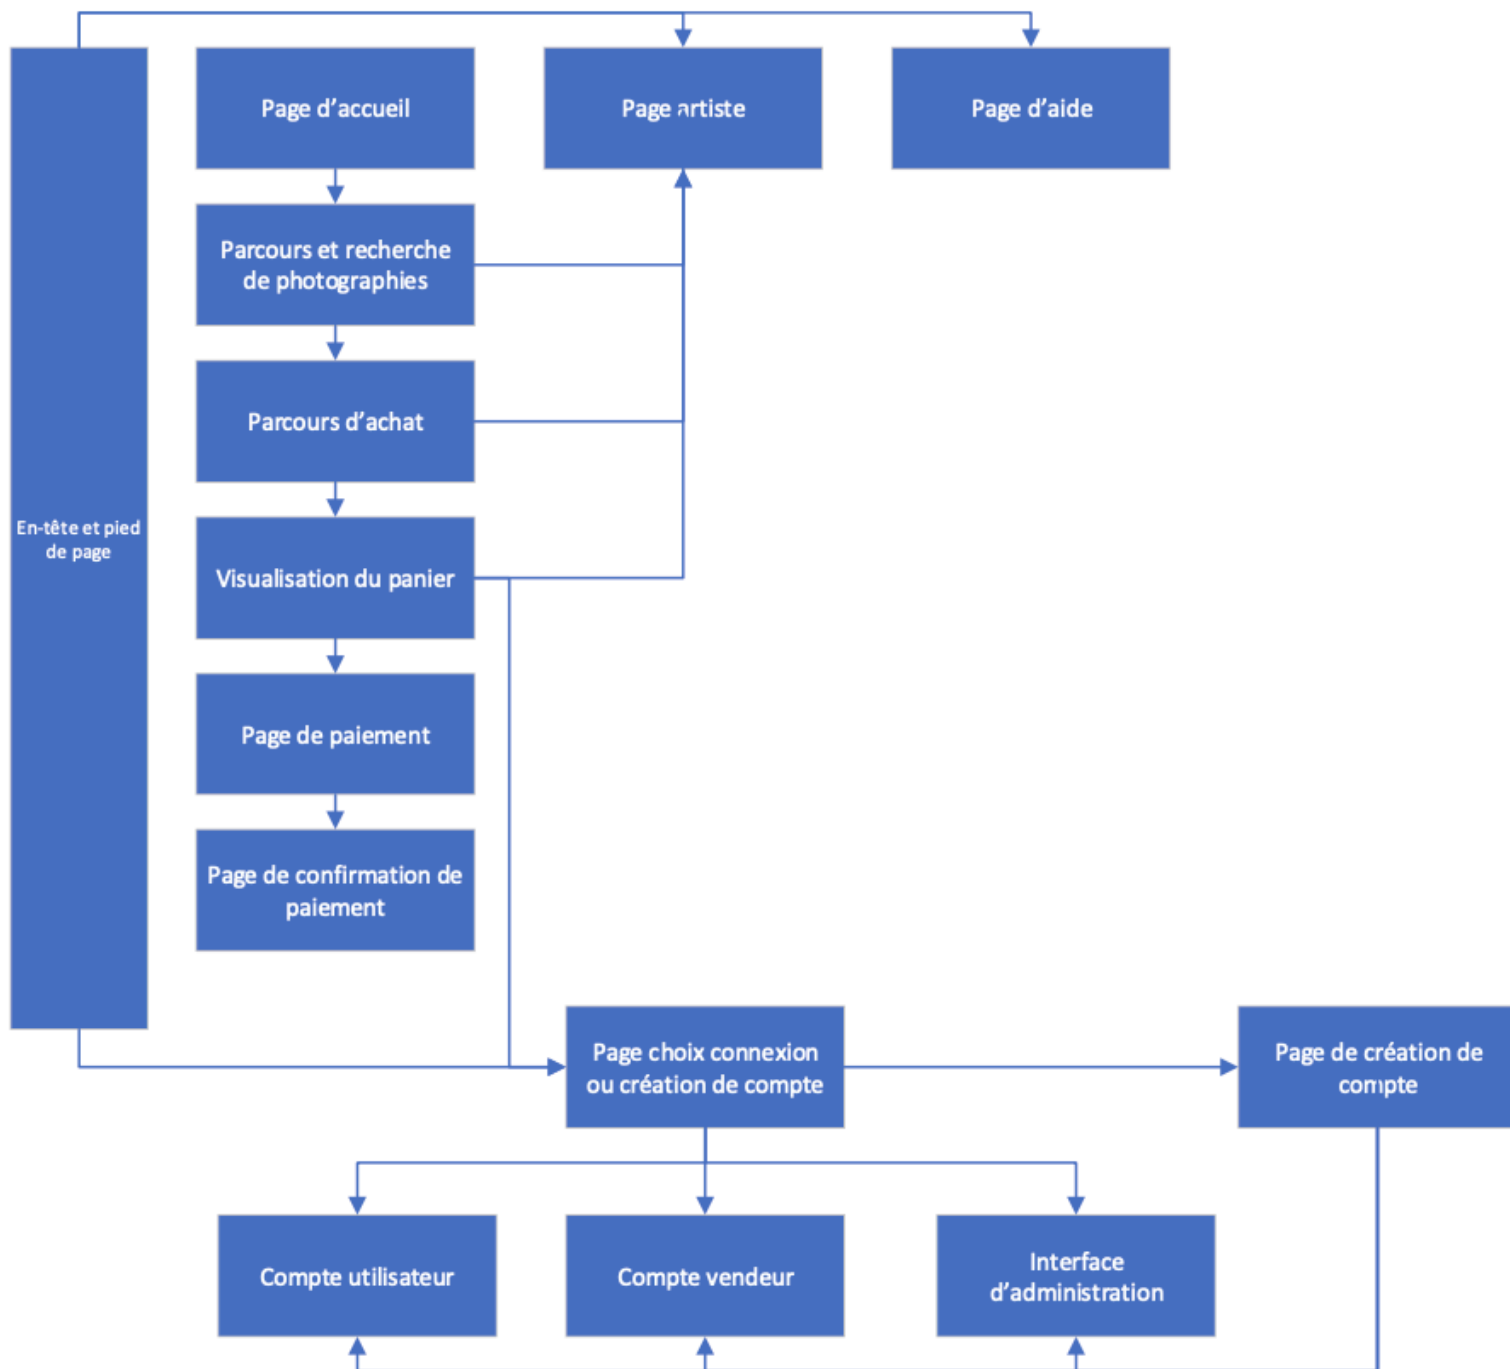 Page d’accueil
Page artiste
Page d’aide
Parcours et recherche
de photographies
Parcours d’achat
En-tête et pied
de page
Visualisation du panier
Page de paiement
Page de confirmation de
paiement
Page choix connexion
ou création de compte
Page de création de
compte
Compte utilisateur
Compte vendeur
Interface
d’administration